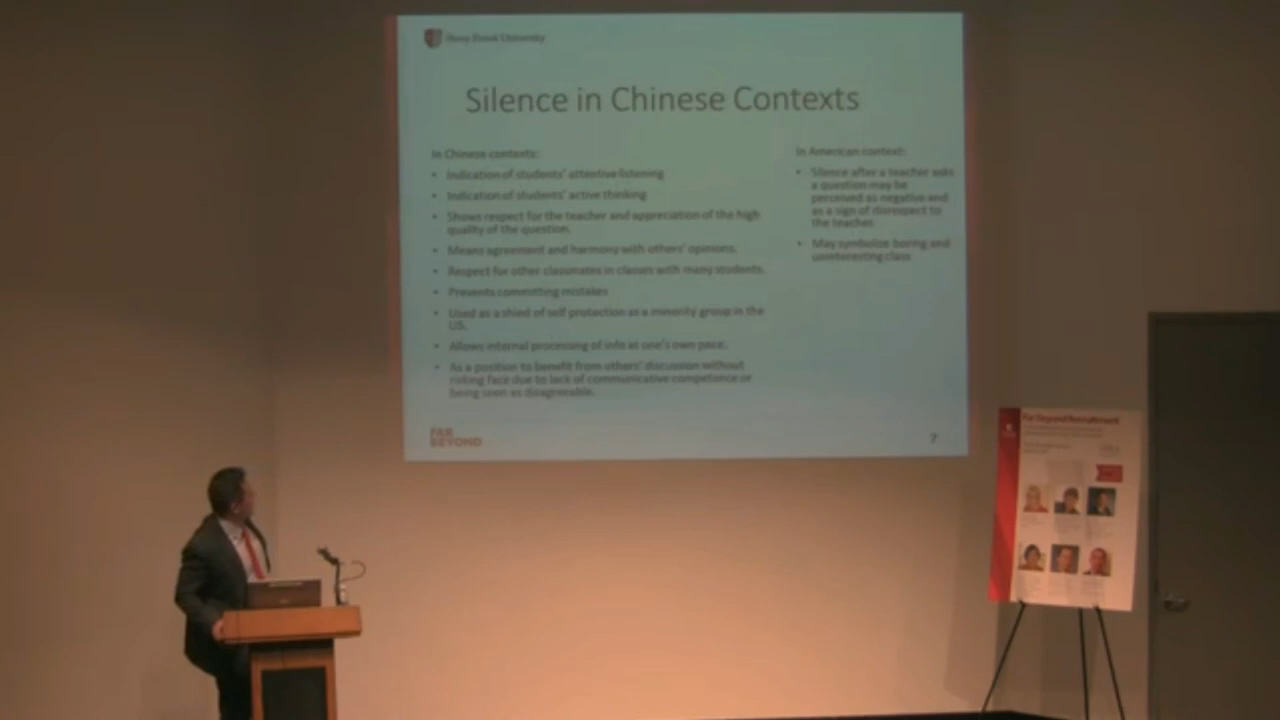 Stony Brook University
Silence in Chinese Contexts
In Chinese contexts:
• Indication of students' attentive listening
• Indication of students' active thinking
• Shows respect for the teacher and appreciation of the high
quality of the question.
• Means agreement and harmony with others' opinions.
• Respect for other classmates in classes with many students.
• Prevents committing mistakes
• Used as a shied of self protection as a minority group in the
US.
• Allows internal processing of info at one's own pace.
• As a position to benefit from others' discussion without
risking face due to lack of communicative competence or
being seen as disagreeable.
In American context:
• Silence after a teacher asks
a question may be
perceived as negative and
as a sign of disrespect to
the teacher.
• May symbolize boring and
uninteresting class
FAR
BEYOND
7
Far Beyond Recruitment